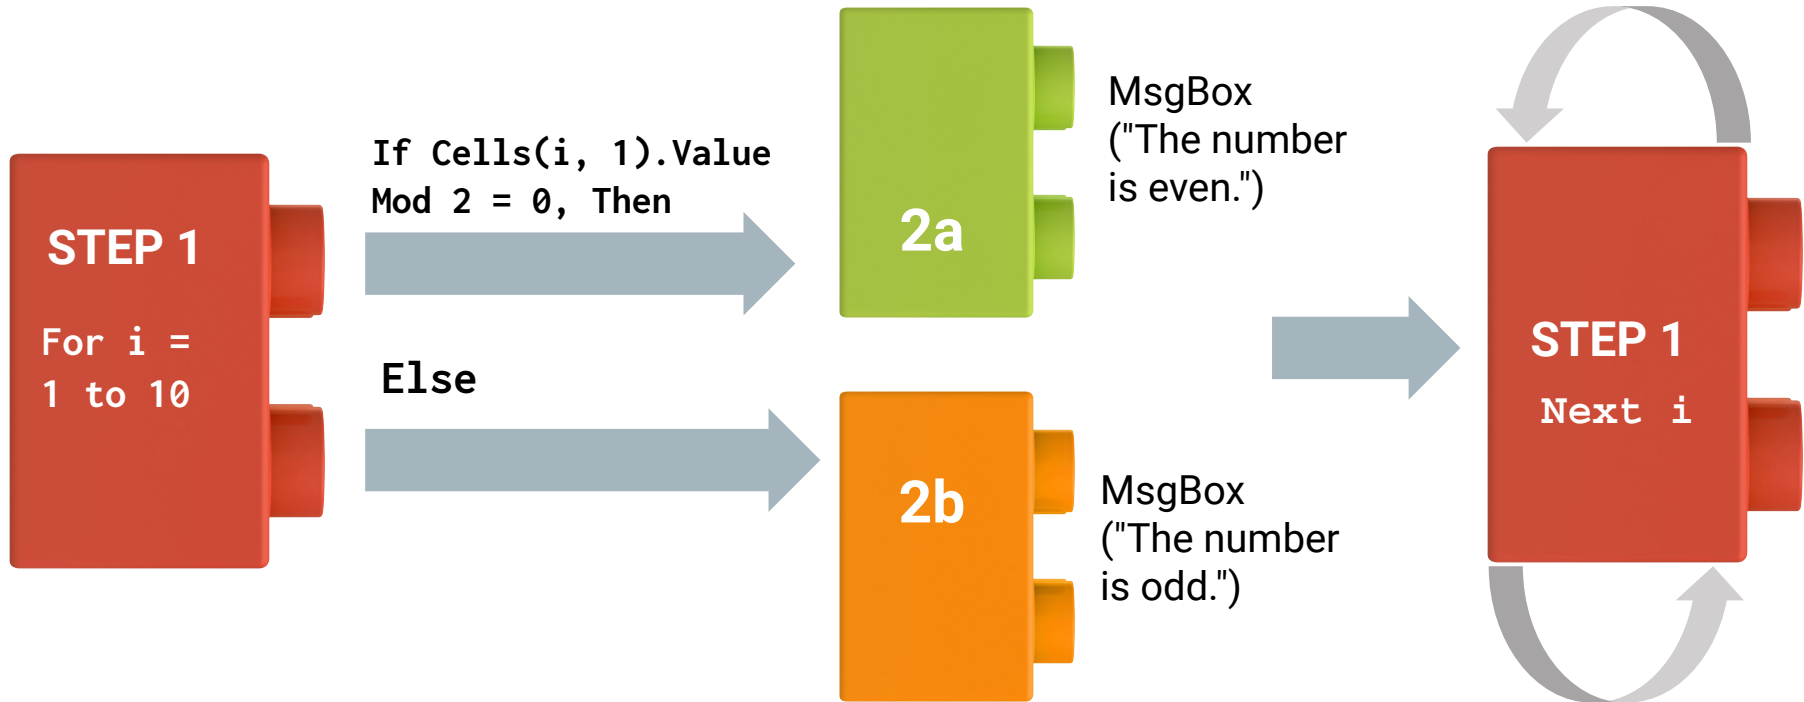 STEP 1
For i =
1 to 10
If Cells(i, 1).Value
Mod 2 = 0, Then
Else
2a
MsgBox
("The number
is even.")
2b
MsgBox
("The number
is odd.")
STEP 1
Next i